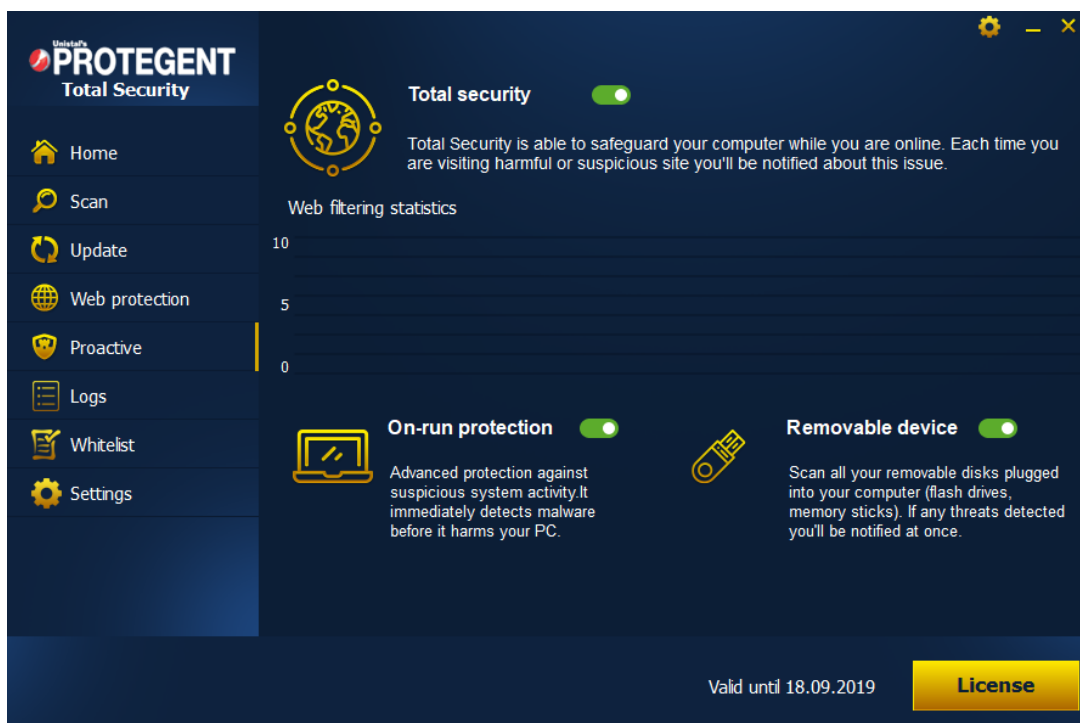 Unistal's
PROTEGENT
Total Security
Home
Scan
Update
Web protection
Proactive
Logs
Whitelist
Settings
Total security
Total Security is able to safeguard your computer while you are online. Each time you
are visiting harmful or suspicious site you'll be notified about this issue.
Web filtering statistics
10
5
0
On-run protection
Advanced protection against
suspicious system activity.It
immediately detects malware
before it harms your PC.
Removable device
Scan all your removable disks plugged
into your computer (flash drives,
memory sticks). If any threats detected
you'll be notified at once.
Valid until 18.09.2019
License